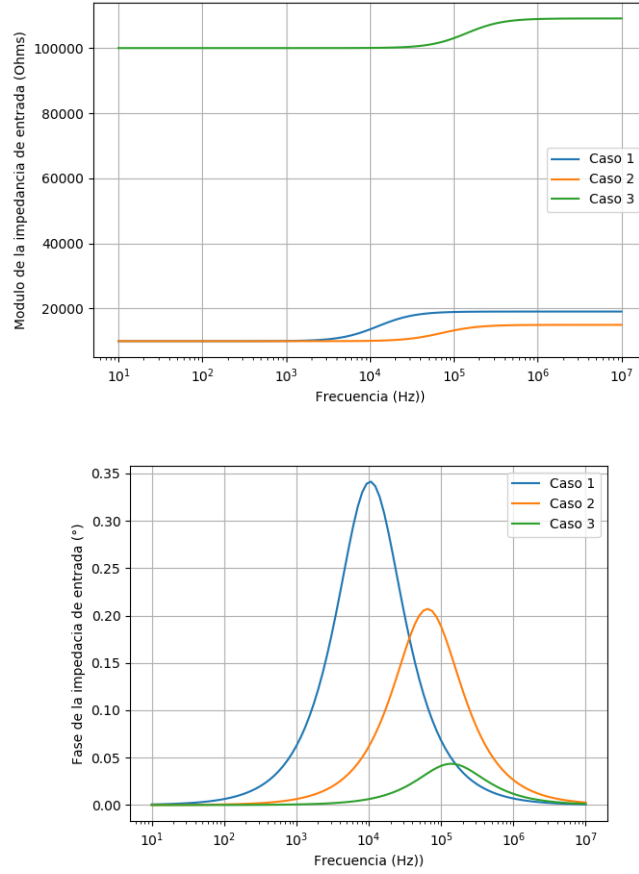 Modulo de la impedancia de entrada (Ohms)
100000
80000
60000
40000
20000
10¹
10²
10³
10⁴
10⁵
10⁶
10⁷
Frecuencia (Hz))
Caso 1
Caso 2
Caso 3
Fase de la impedacia de entrada (°)
0.35
0.30
0.25
0.20
0.15
0.10
0.05
0.00
10¹
10²
10³
10⁴
10⁵
10⁶
10⁷
Frecuencia (Hz))
Caso 1
Caso 2
Caso 3